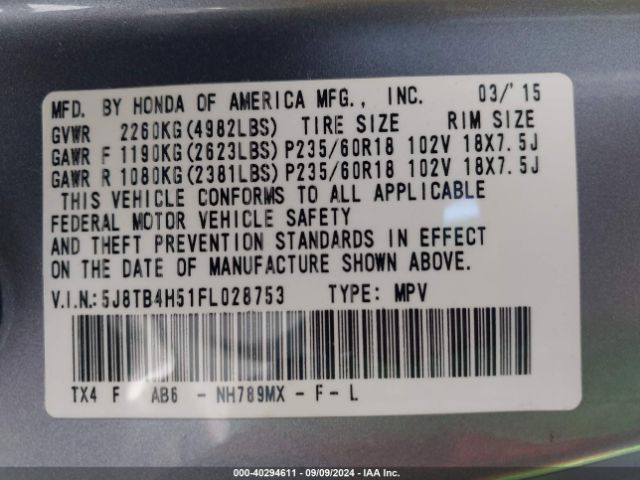 MFD. BY HONDA OF AMERICA MFG., INC. 03/'15
GVWR 2260KG(4982LBS) TIRE SIZE RIM SIZE
GAWR F 1190KG(2623LBS) P235/60R18 102V 18X7.5J
GAWR R 1080KG(2381LBS) P235/60R18 102V 18X7.5J
THIS VEHICLE CONFORMS TO ALL APPLICABLE
FEDERAL MOTOR VEHICLE SAFETY
AND THEFT PREVENTION STANDARDS IN EFFECT
ON THE DATE OF MANUFACTURE SHOWN ABOVE.
V.I.N.:5J8TB4H51FL028753 TYPE: MPV
TX4 F AB6 - NH789MX - F - L
000-40294611 - 09/09/2024 - IAA Inc.